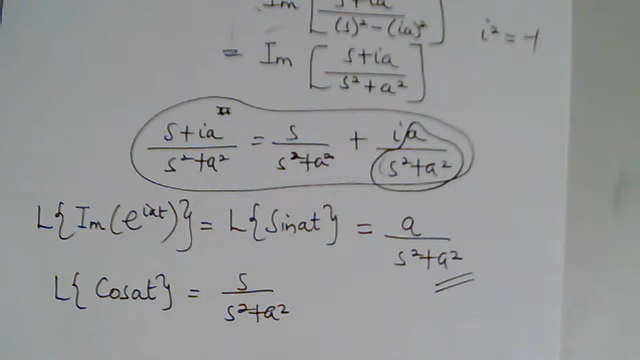 Im [ s+ia / (s)² - (ia)² ]
i² = -1
= Im [ s+ia / s²+a² ]
s+ia / s²+a² = s / s²+a² + ia / s²+a²
L{Im(e^iat)} = L{Sinat} = a / s²+a²
L{Cosat} = s / s²+a²